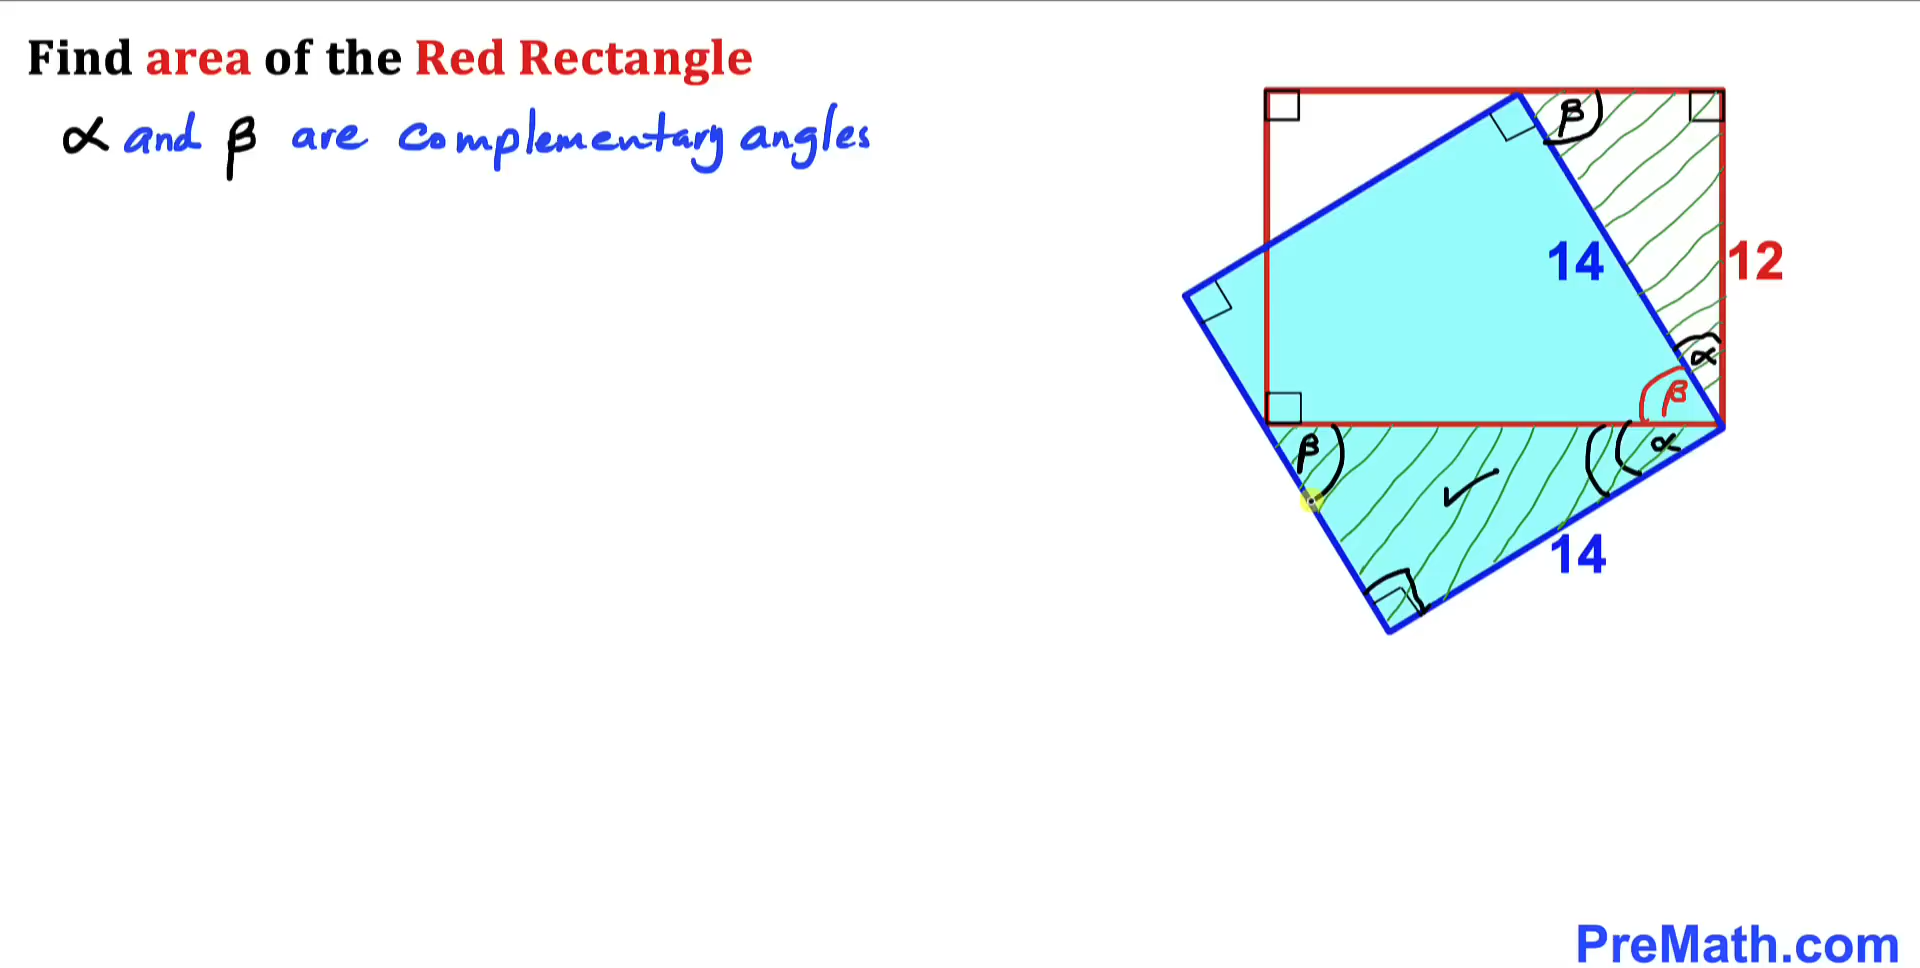 Find area of the Red Rectangle
α and β are complementary angles
β
14
12
α
β
β
α
14
PreMath.com